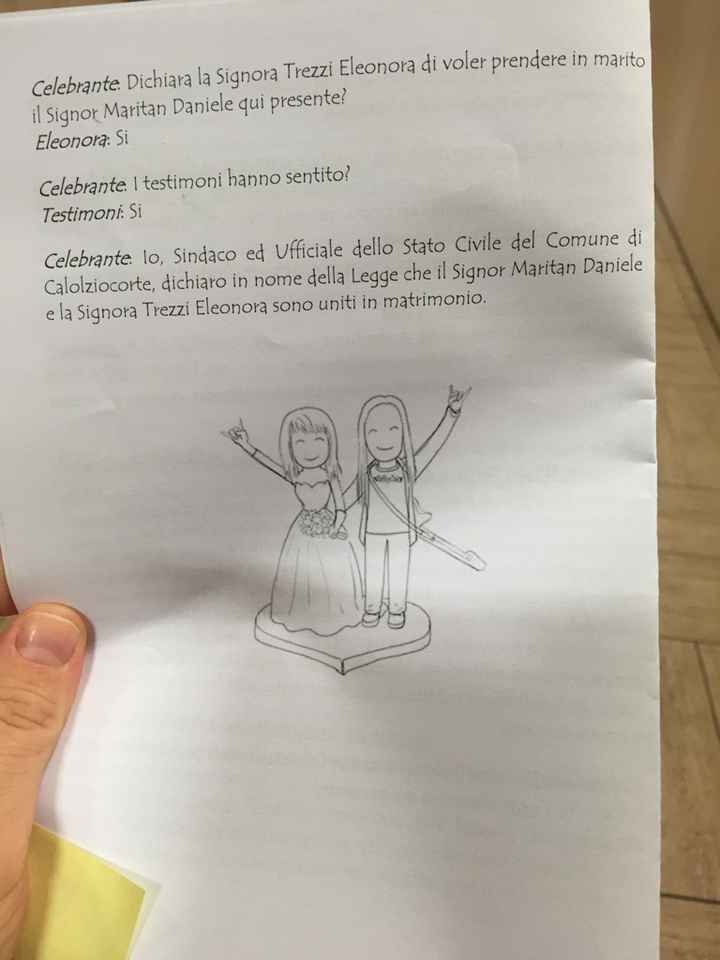 Celebrante: Dichiara la Signora Trezzi Eleonora di voler prendere in marito
il Signor Maritan Daniele qui presente?
Eleonora: Si
Celebrante: I testimoni hanno sentito?
Testimoni: Si
Celebrante: Io, Sindaco ed Ufficiale dello Stato Civile del Comune di
Calolziocorte, dichiaro in nome della Legge che il Signor Maritan Daniele
e la Signora Trezzi Eleonora sono uniti in matrimonio.